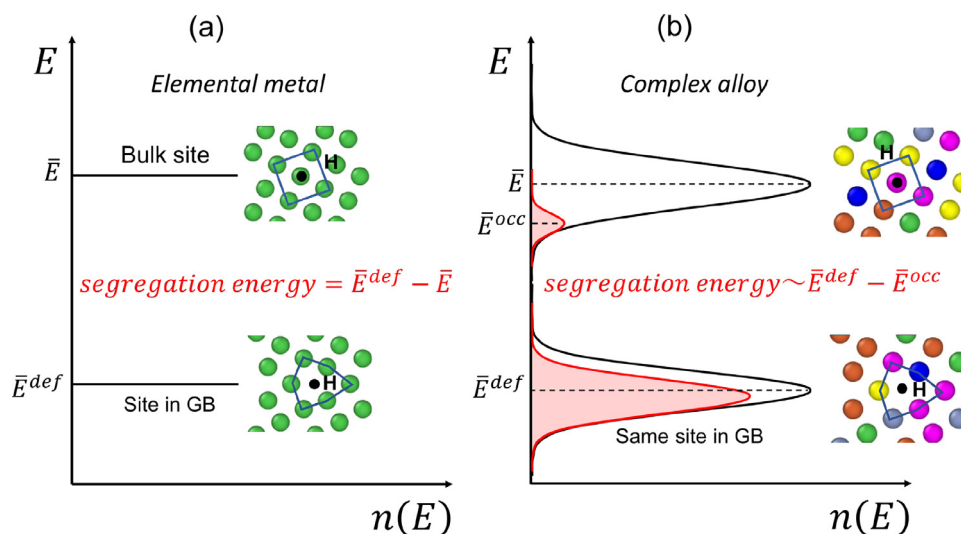 (a)
E
Elemental metal
Bulk site
H
Ē
segregation energy = Ē^def − Ē
Ē^def
H
Site in GB
n(E)
(b)
E
Complex alloy
H
Ē
Ē^occ
segregation energy~Ē^def − Ē^occ
Ē^def
H
Same site in GB
n(E)